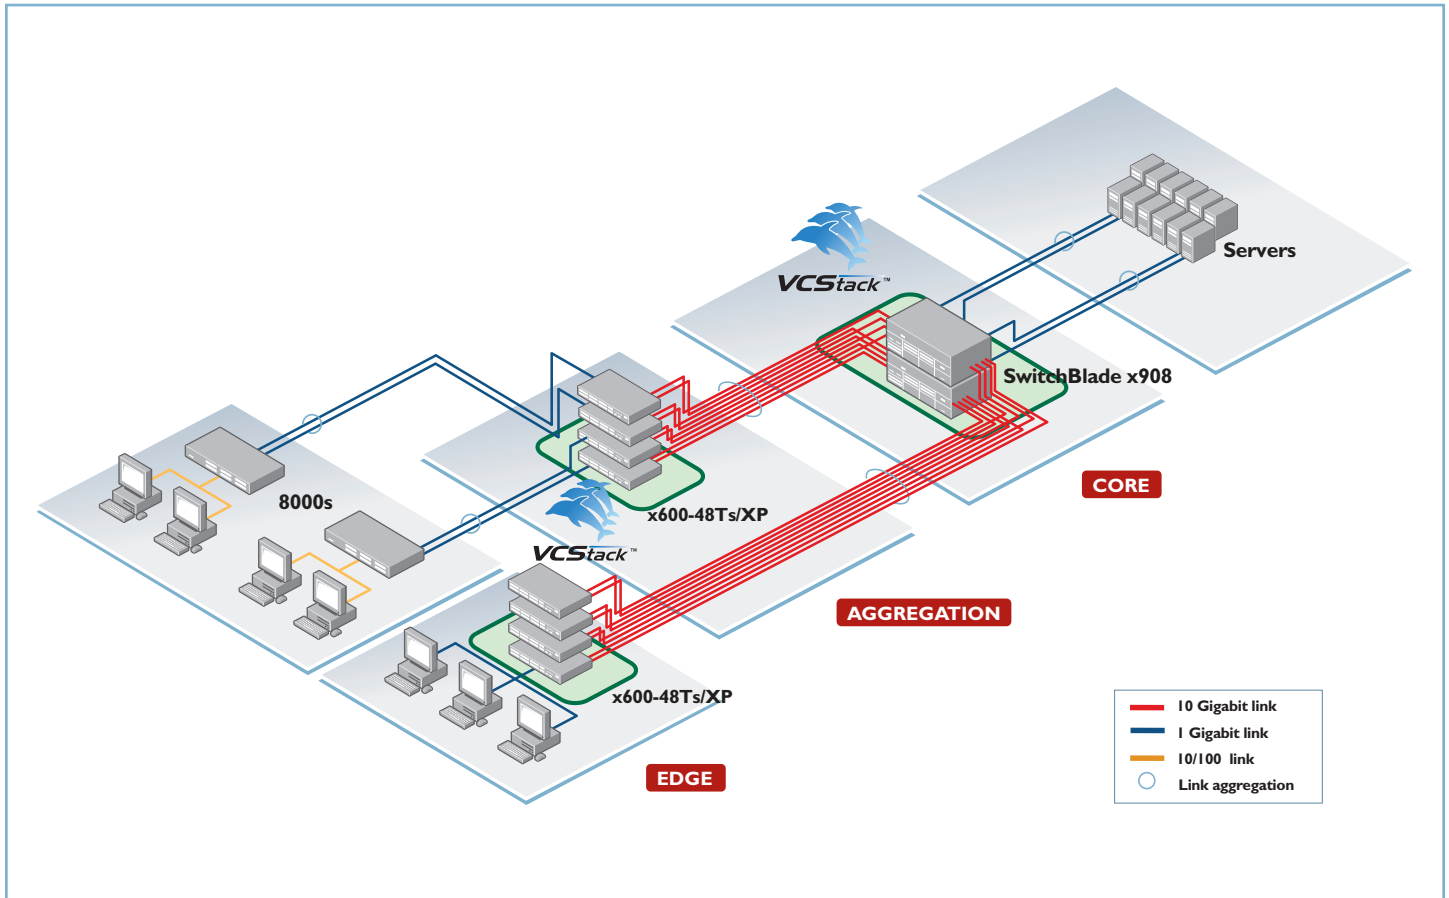 VCStack™
Servers
SwitchBlade x908
CORE
8000s
x600-48Ts/XP
VCStack™
AGGREGATION
x600-48Ts/XP
EDGE
10 Gigabit link
1 Gigabit link
10/100 link
Link aggregation